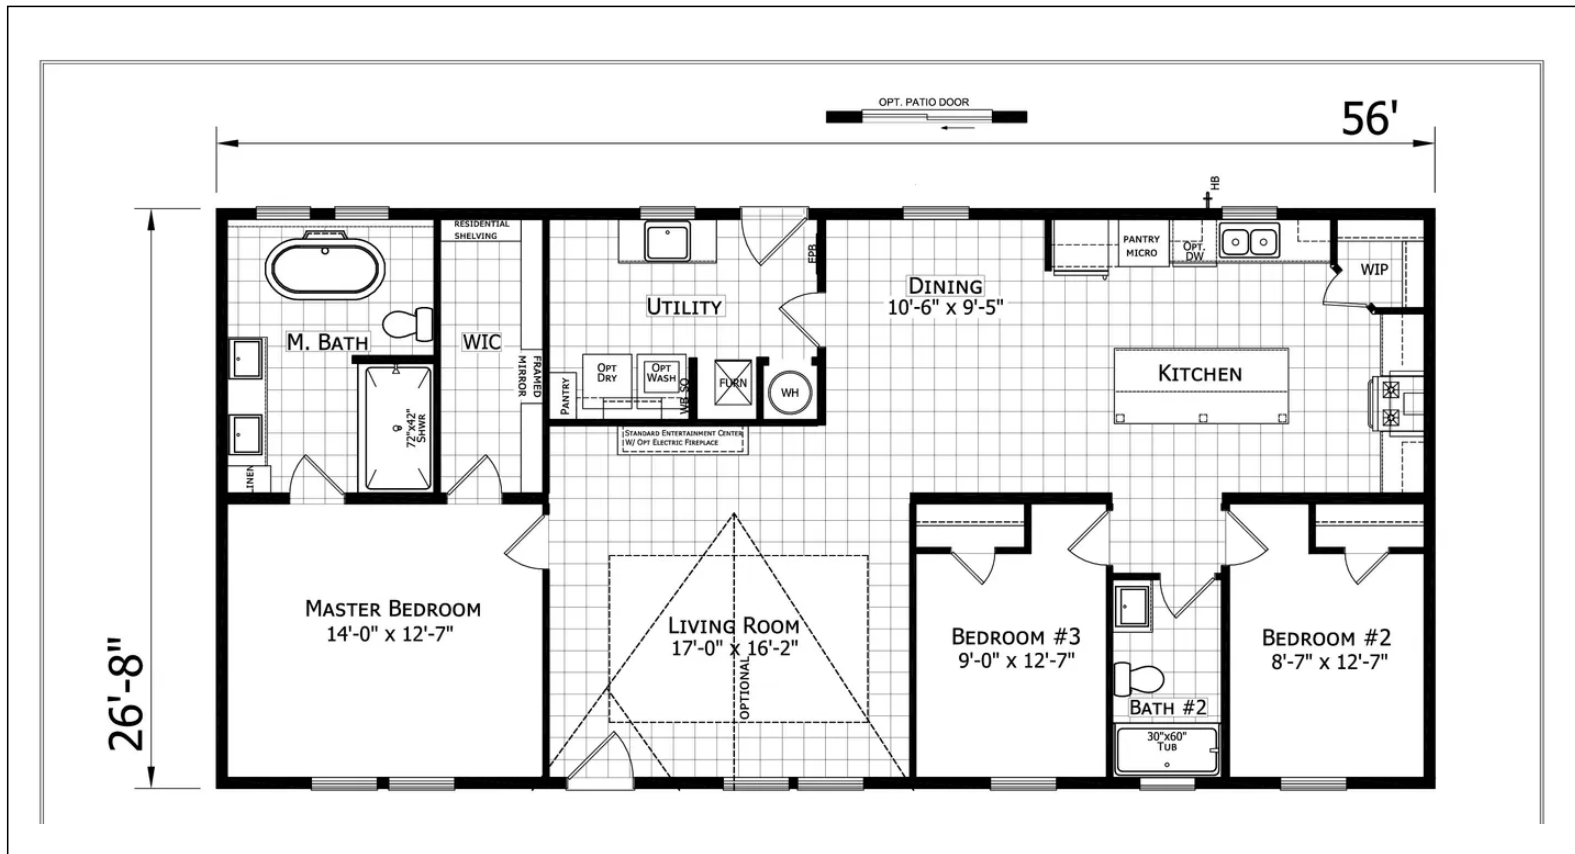 OPT. PATIO DOOR
56'
HB
26'-8"
RESIDENTIAL
SHELVING
M. BATH
WIC
FRAMED
MIRROR
72"x42"
SHWR
LINEN
UTILITY
EPB
OPT
DRY
OPT
WASH
PANTRY
WB SQ
FURN
WH
STANDARD ENTERTAINMENT CENTER
W/ OPT ELECTRIC FIREPLACE
DINING
10'-6" x 9'-5"
PANTRY
MICRO
OPT.
DW
WIP
KITCHEN
MASTER BEDROOM
14'-0" x 12'-7"
LIVING ROOM
17'-0" x 16'-2"
OPTIONAL
BEDROOM #3
9'-0" x 12'-7"
BATH #2
30"x60"
TUB
BEDROOM #2
8'-7" x 12'-7"